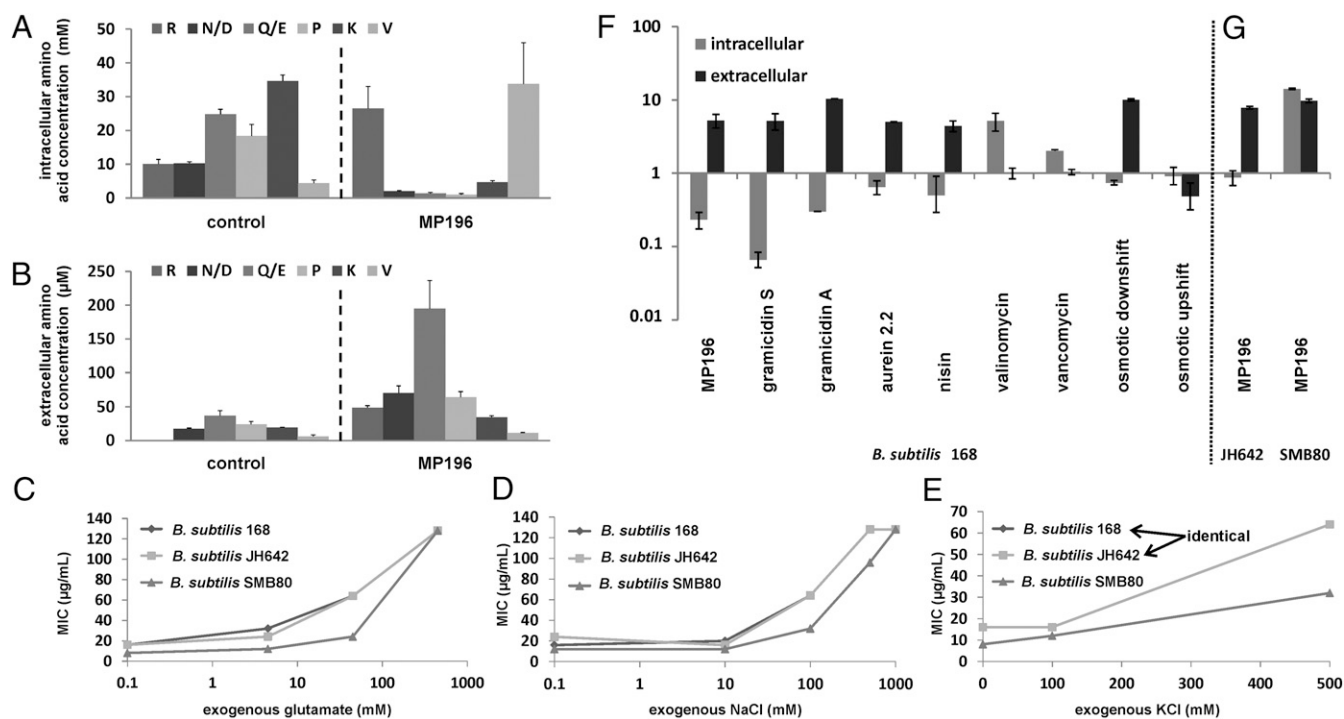 A
R N/D Q/E P K V
intracellular amino
acid concentration (mM)
50
40
30
20
10
0
control MP196
B
R N/D Q/E P K V
extracellular amino
acid concentration (µM)
250
200
150
100
50
0
control MP196
F
G
100
10
1
0.1
0.01
intracellular
extracellular
MP196
gramicidin S
gramicidin A
aurein 2.2
nisin
valinomycin
vancomycin
osmotic downshift
osmotic upshift
MP196
MP196
B. subtilis 168
JH642 SMB80
C
MIC (µg/mL)
140
120
100
80
60
40
20
0
B. subtilis 168
B. subtilis JH642
B. subtilis SMB80
0.1 1 10 100 1000
exogenous glutamate (mM)
D
MIC (µg/mL)
140
120
100
80
60
40
20
0
B. subtilis 168
B. subtilis JH642
B. subtilis SMB80
0.1 1 10 100 1000
exogenous NaCl (mM)
E
MIC (µg/mL)
70
60
50
40
30
20
10
0
B. subtilis 168
B. subtilis JH642
B. subtilis SMB80
identical
0 100 200 300 400 500
exogenous KCl (mM)